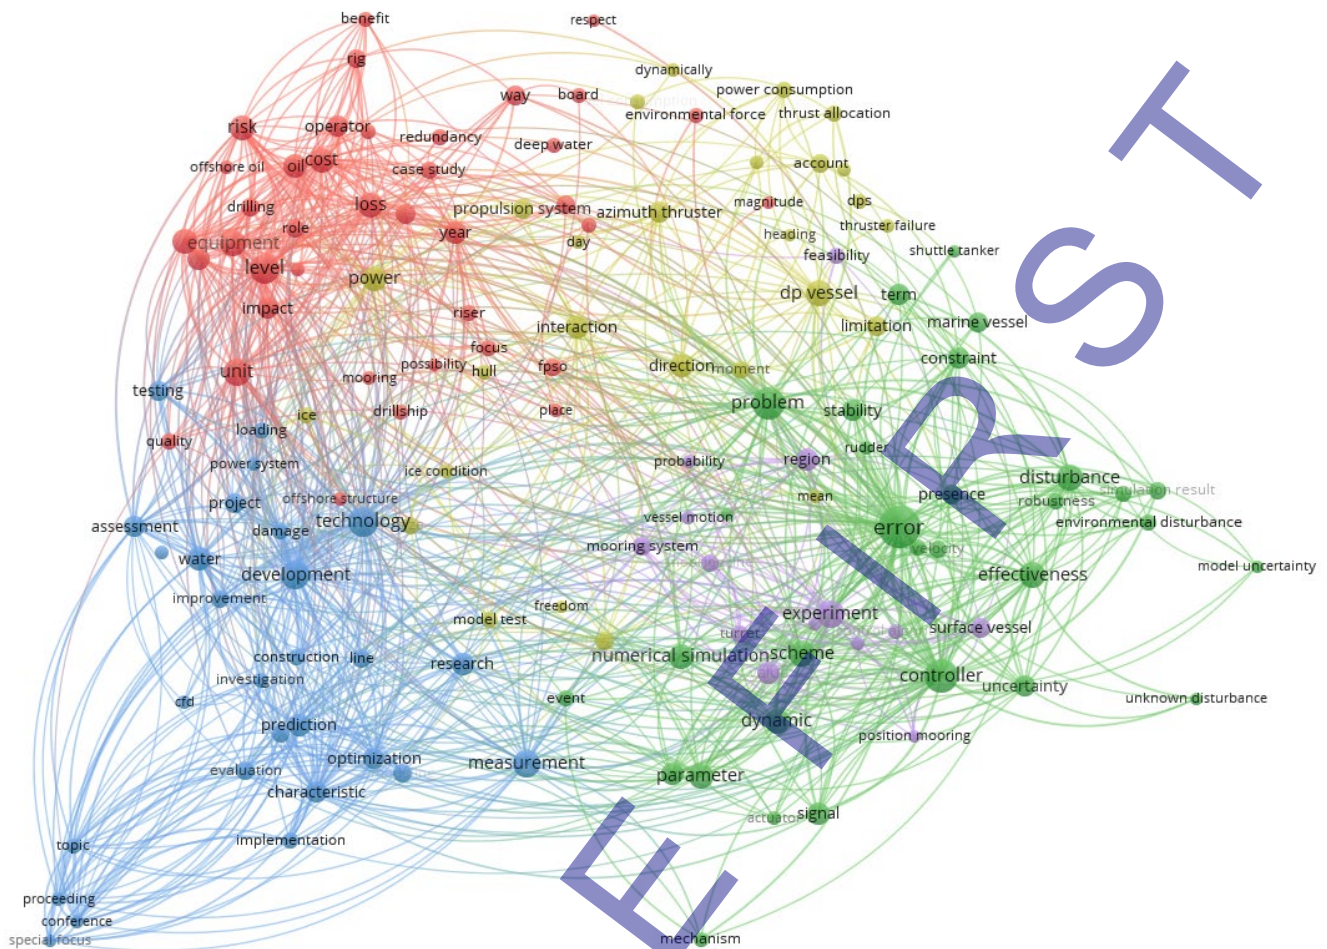 benefit
respect
rig
dynamically
power consumption
way
board
environmental force
thrust allocation
risk
operator
redundancy
deep water
offshore oil
oil
cost
case study
account
drilling
loss
propulsion system
azimuth thruster
magnitude
dps
role
year
day
heading
thruster failure
equipment
feasibility
shuttle tanker
level
power
dp vessel
term
impact
riser
interaction
limitation
marine vessel
focus
constraint
unit
possibility
hull
fpso
direction
moment
mooring
testing
problem
stability
ice
drillship
place
loading
quality
rudder
power system
ice condition
probability
region
disturbance
simulation result
project
offshore structure
mean
presence
robustness
assessment
damage
technology
vessel motion
error
environmental disturbance
water
mooring system
velocity
development
effectiveness
model uncertainty
improvement
model test
freedom
experiment
turret
surface vessel
construction
line
research
numerical simulation
scheme
investigation
controller
uncertainty
cfd
event
unknown disturbance
prediction
dynamic
position mooring
optimization
measurement
evaluation
parameter
characteristic
actuator
signal
implementation
topic
proceeding
conference
special focus
mechanism
E FIRST